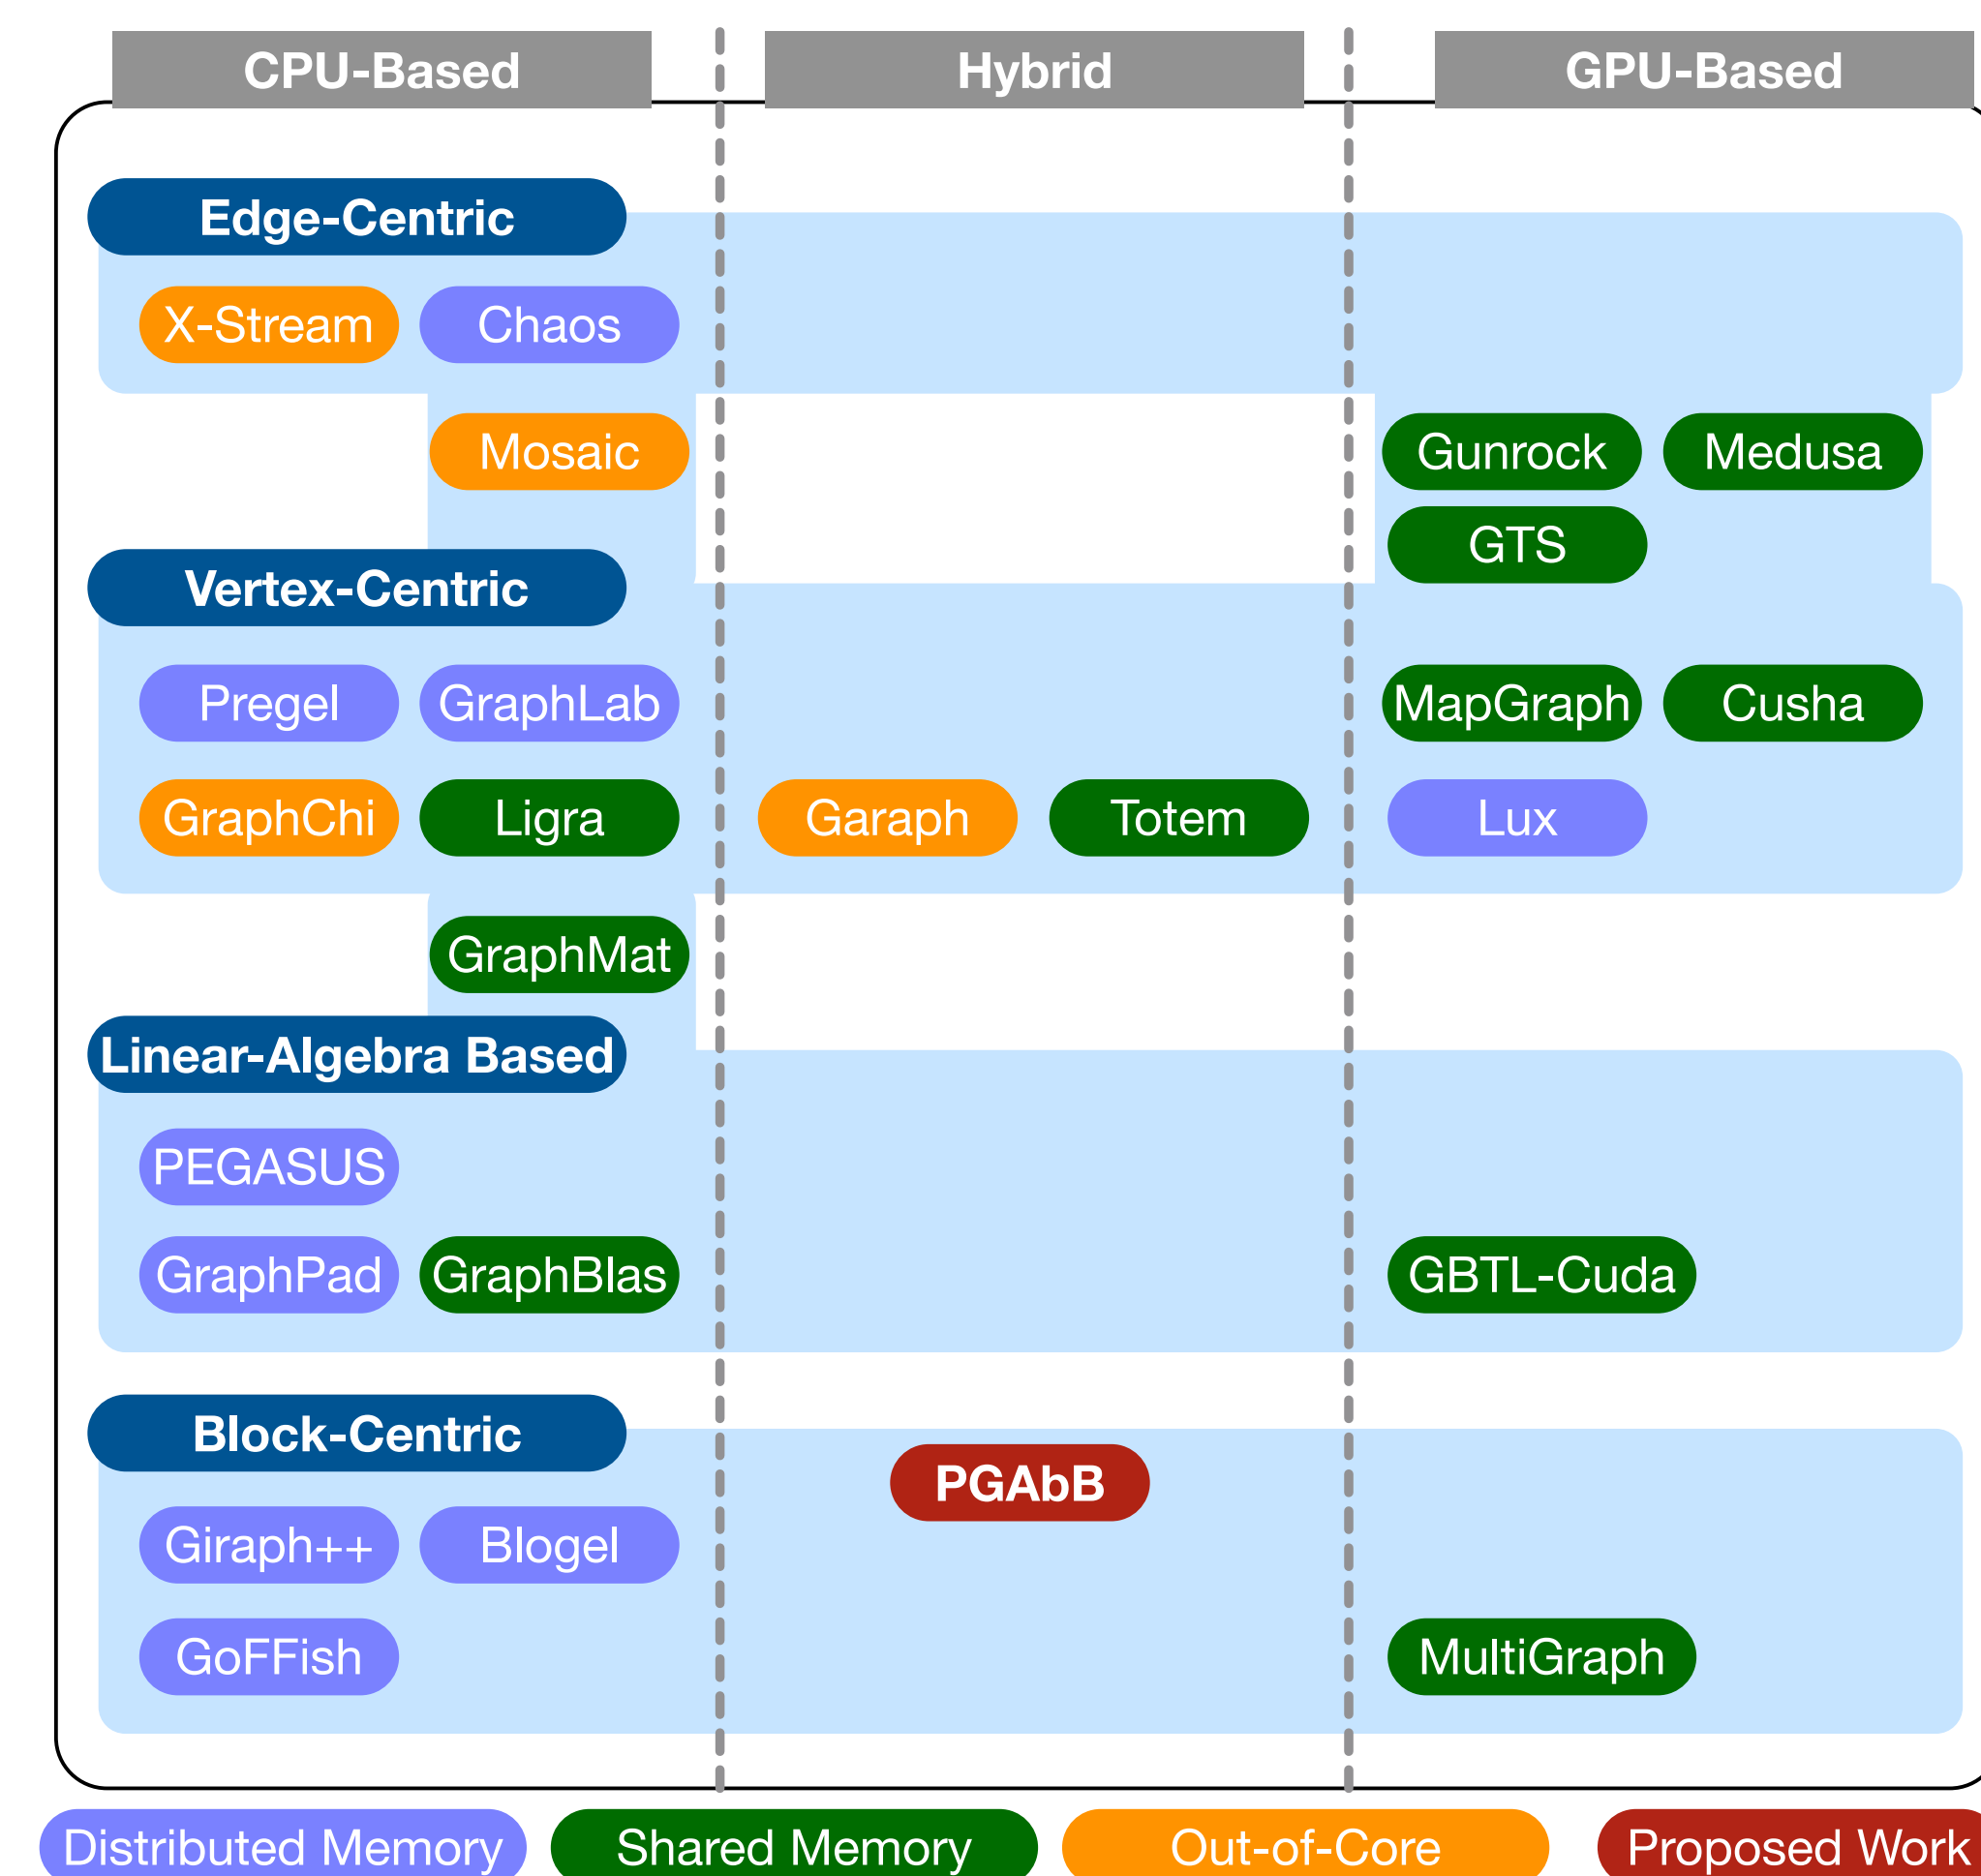 CPU-Based Hybrid GPU-Based
Edge-Centric
X-Stream Chaos
Mosaic Gunrock Medusa
GTS
Vertex-Centric
Pregel GraphLab MapGraph Cusha
GraphChi Ligra Garaph Totem Lux
GraphMat
Linear-Algebra Based
PEGASUS
GraphPad GraphBlas GBTL-Cuda
Block-Centric
PGAbB
Giraph++ Blogel
GoFFish MultiGraph
Distributed Memory Shared Memory Out-of-Core Proposed Work